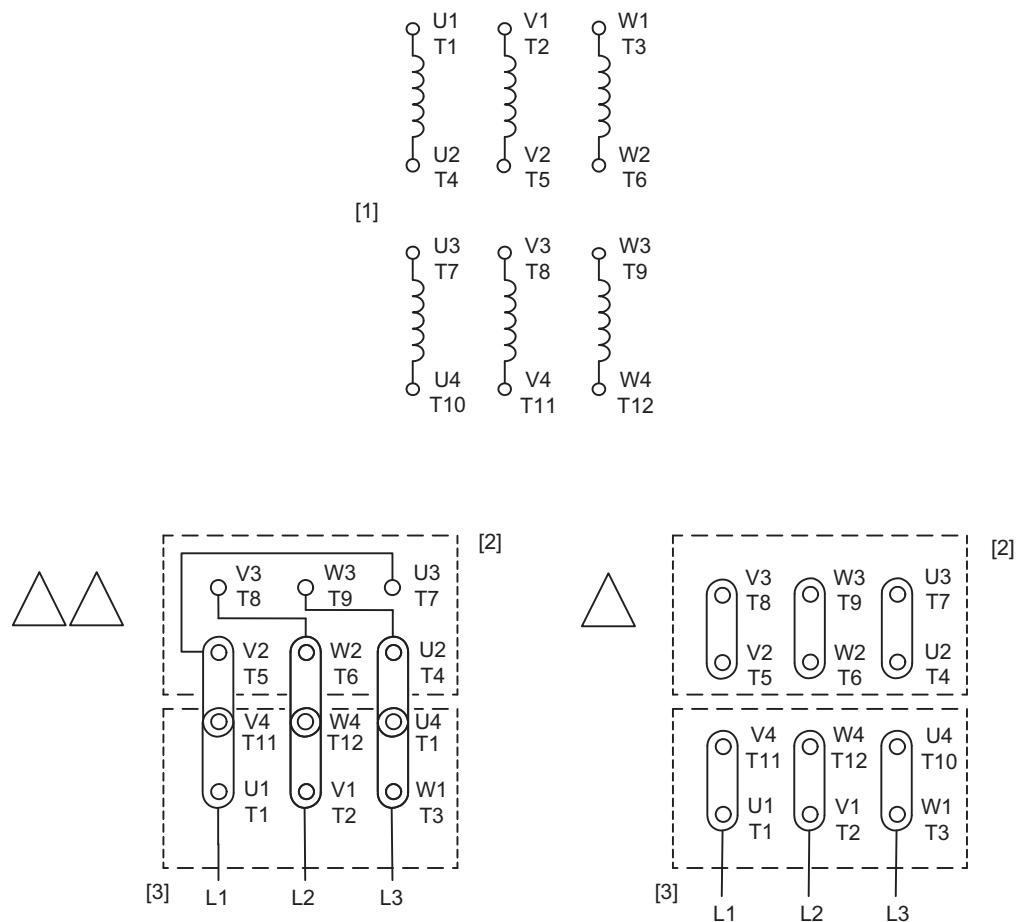 U1 V1 W1
T1 T2 T3
U2 V2 W2
T4 T5 T6
[1]
U3 V3 W3
T7 T8 T9
U4 V4 W4
T10 T11 T12
[2]
V3 W3 U3
T8 T9 T7
V2 W2 U2
T5 T6 T4
V4 W4 U4
T11 T12 T1
U1 V1 W1
T1 T2 T3
[3] L1 L2 L3
[2]
V3 W3 U3
T8 T9 T7
V2 W2 U2
T5 T6 T4
V4 W4 U4
T11 T12 T10
U1 V1 W1
T1 T2 T3
[3] L1 L2 L3